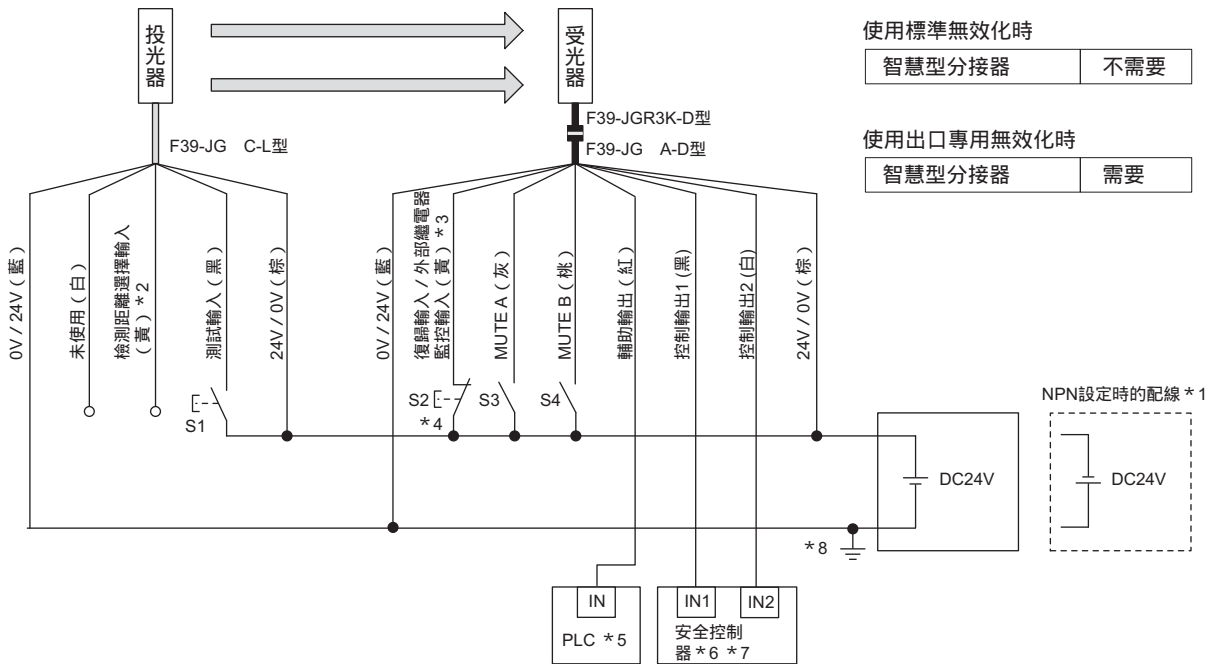 投光器
受光器
使用標準無效化時
智慧型分接器 不需要
使用出口專用無效化時
智慧型分接器 需要
F39-JG C-L型
F39-JGR3K-D型
F39-JG A-D型
0V / 24V (藍)
未使用 (白)
檢測距離選擇輸入
(黃) *2
測試輸入 (黑)
24V / 0V (棕)
0V / 24V (藍)
復歸輸入 / 外部繼電器
監控輸入 (黃) *3
MUTE A (灰)
MUTE B (桃)
輔助輸出 (紅)
控制輸出1 (黑)
控制輸出2 (白)
24V / 0V (棕)
S1
S2
*4
S3
S4
NPN設定時的配線*1
DC24V
DC24V
*8
IN
PLC *5
IN1
IN2
安全控制
器*6 *7